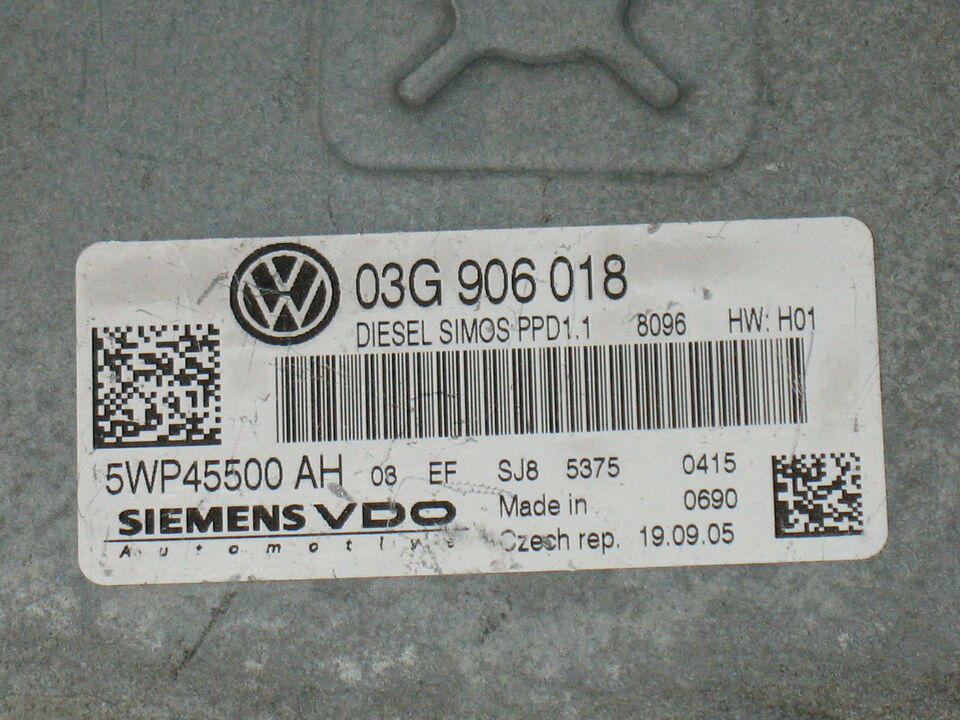 03G 906 018
DIESEL SIMOS PPD1.1 8096 HW: H01
5WP45500 AH 03 EF SJ8 5375 0415
SIEMENS VDO Made in 0690
Automotive Czech rep. 19.09.05